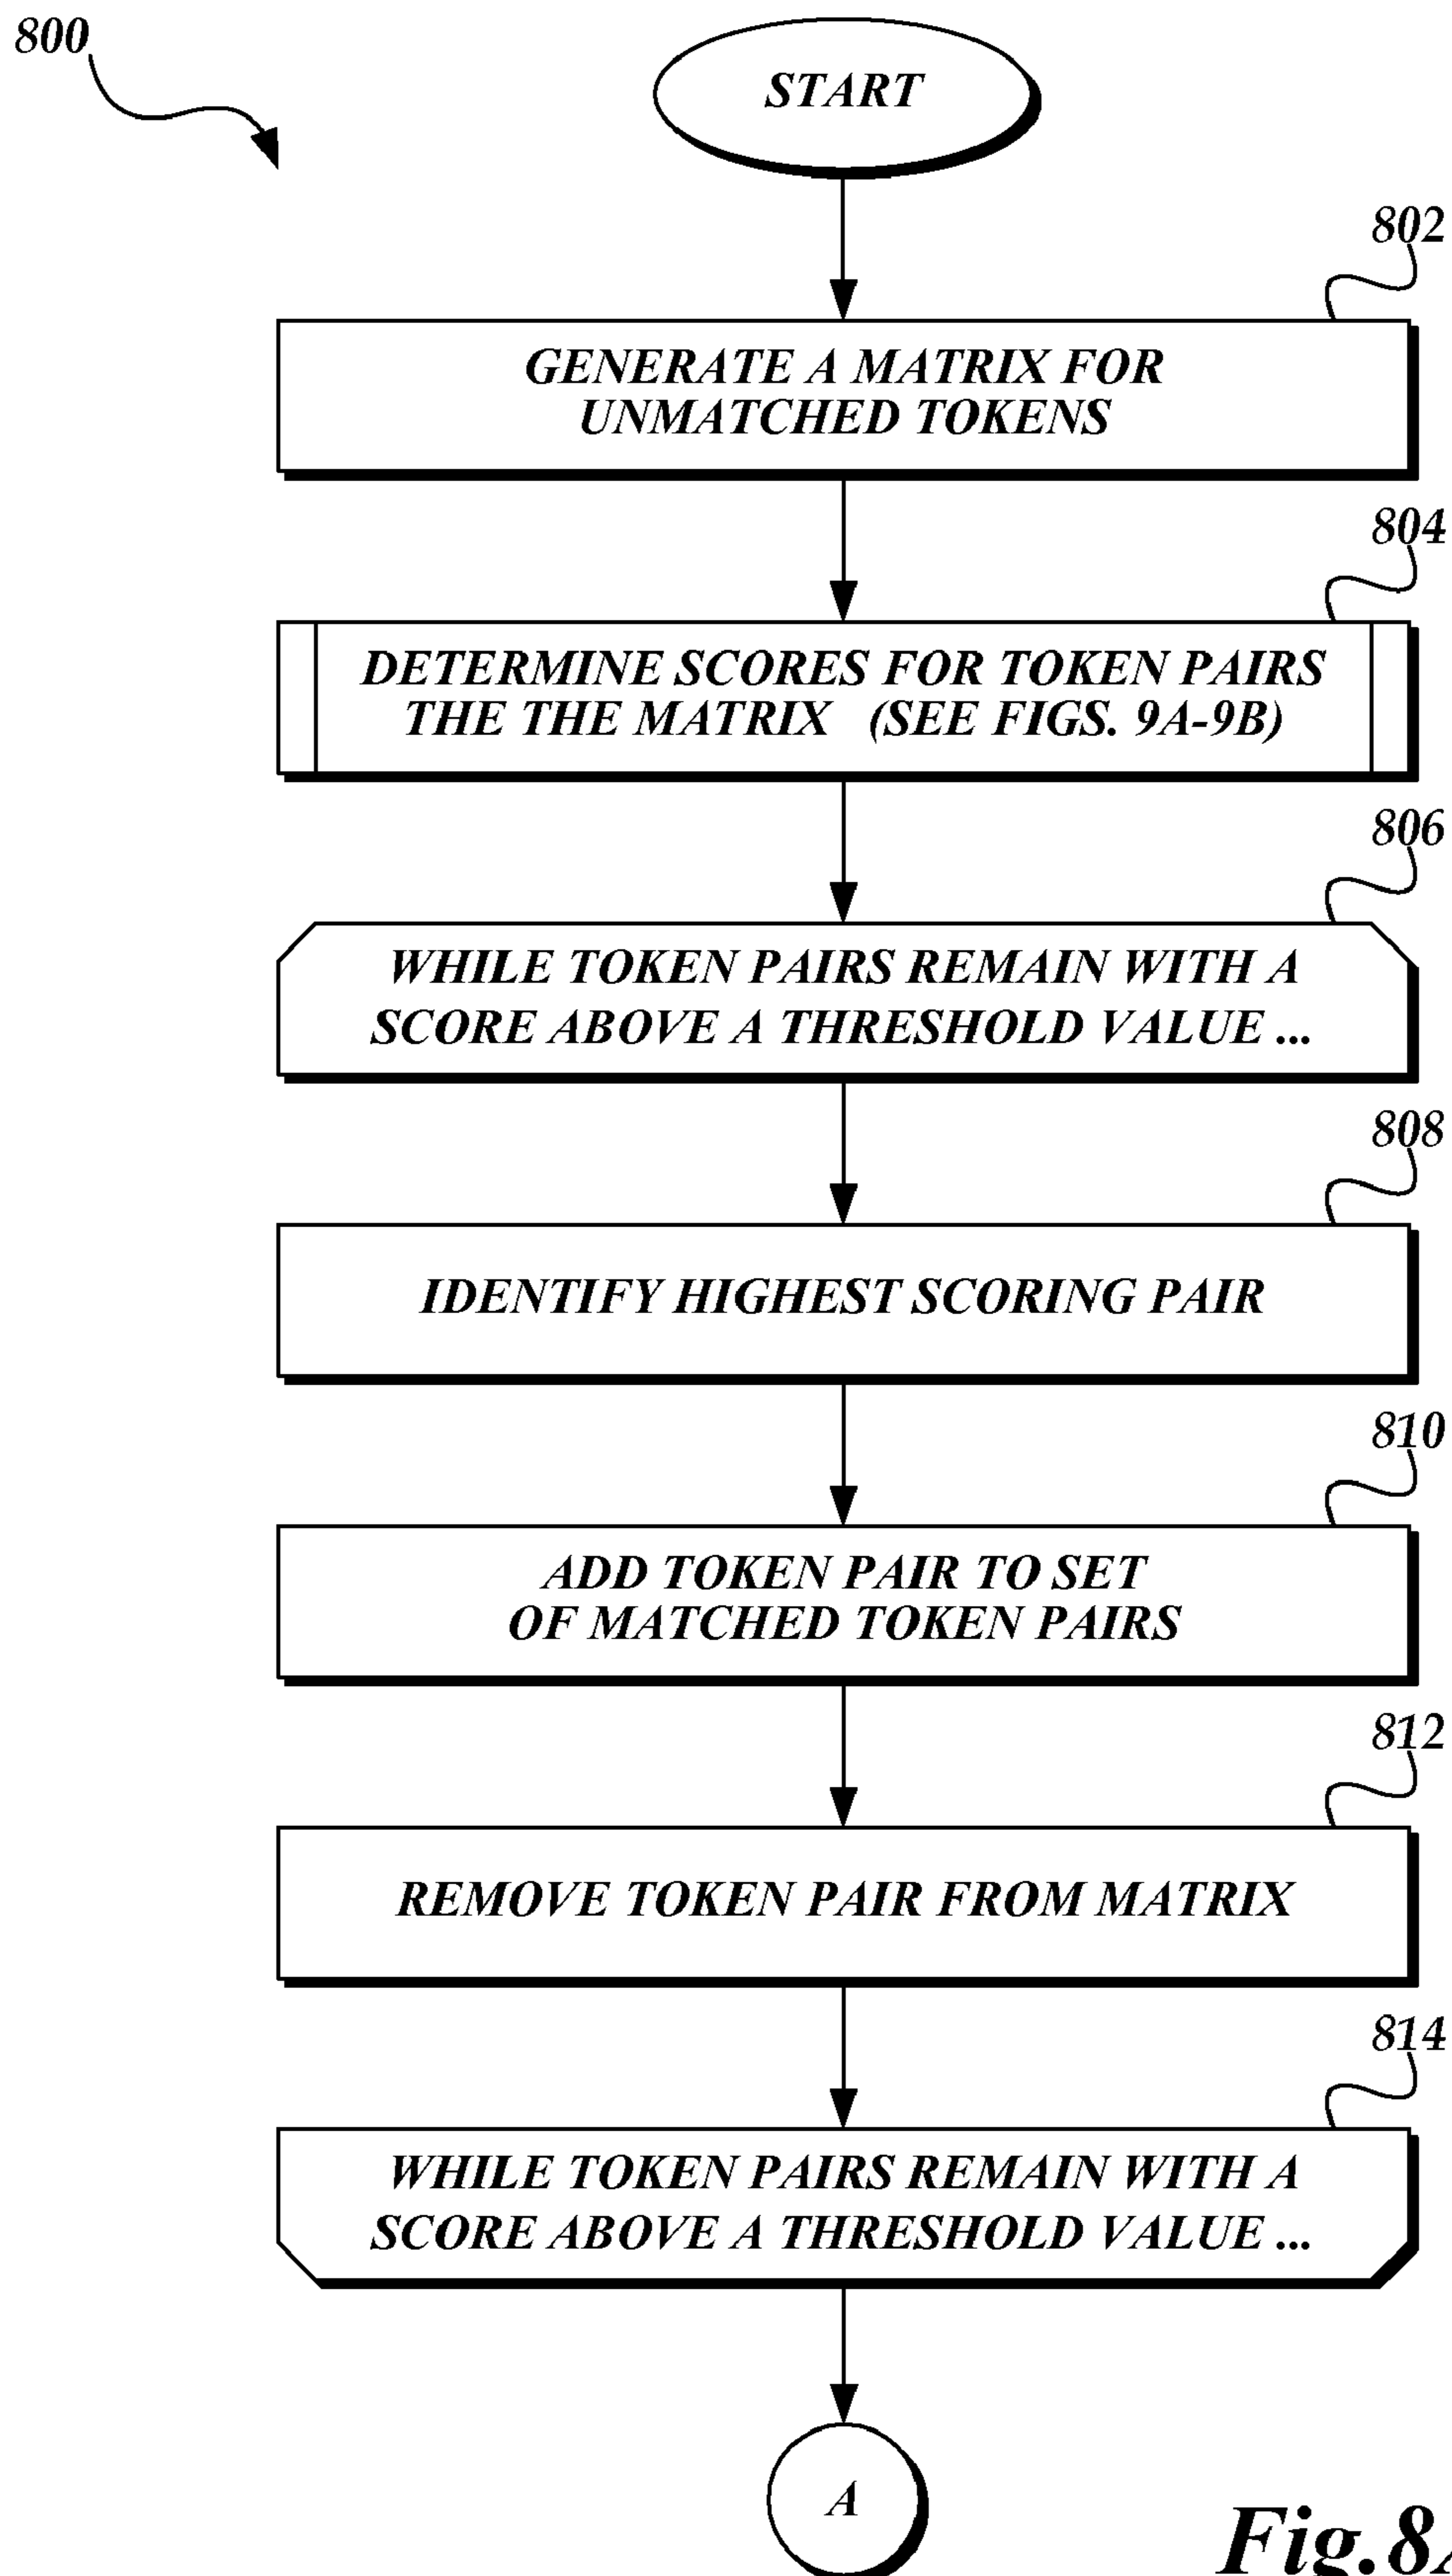 800
START
802
GENERATE A MATRIX FOR
UNMATCHED TOKENS
804
DETERMINE SCORES FOR TOKEN PAIRS
THE THE MATRIX (SEE FIGS. 9A-9B)
806
WHILE TOKEN PAIRS REMAIN WITH A
SCORE ABOVE A THRESHOLD VALUE ...
808
IDENTIFY HIGHEST SCORING PAIR
810
ADD TOKEN PAIR TO SET
OF MATCHED TOKEN PAIRS
812
REMOVE TOKEN PAIR FROM MATRIX
814
WHILE TOKEN PAIRS REMAIN WITH A
SCORE ABOVE A THRESHOLD VALUE ...
A
Fig.8A